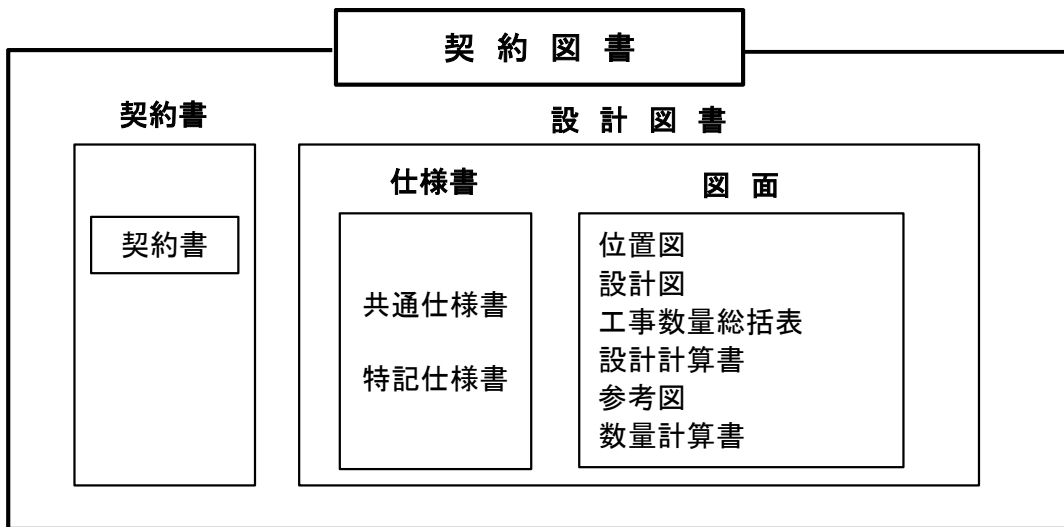 契約図書
契約書
設計図書
契約書
仕様書
共通仕様書
特記仕様書
図面
位置図
設計図
工事数量総括表
設計計算書
参考図
数量計算書